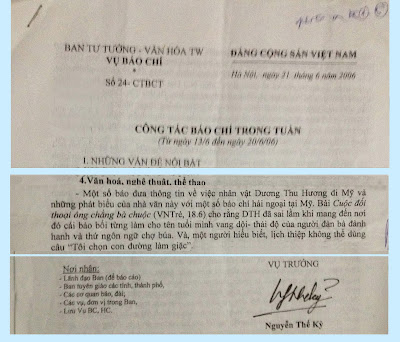 BAN TƯ TƯỞNG - VĂN HÓA TW
ĐẢNG CỘNG SẢN VIỆT NAM
VỤ BÁO CHÍ
*
Hà Nội, ngày 21 tháng 6 năm 2006
Số 24- CTBCT
CÔNG TÁC BÁO CHÍ TRONG TUẦN
(Từ ngày 13/6 đến ngày 20/6/06)
I. NHỮNG VẤN ĐỀ NỔI BẬT
4.Văn hoá, nghệ thuật, thể thao
- Một số báo đưa thông tin về việc nhân vật Dương Thu Hương đi Mỹ và
những phát biểu của nhà văn này với một số báo chí hải ngoại tại Mỹ. Bài Cuộc đối
thoại ông chẳng bà chuộc (VNTrẻ, 18.6) cho rằng DTH đã sai lầm khi mang đến nơi
đó cái bảo bối từng làm cho tên tuổi mình vang dội- thái độ của người đàn bà đánh
hanh và thứ ngôn ngữ chợ búa. Và, một người hiểu biết, lịch thiệp không thể dùng
câu "Tôi chọn con đường làm giặc".
Nơi nhận:
VỤ TRƯỞNG
- Lãnh đạo Ban (để báo cáo)
- Ban tuyên giáo các tỉnh, thành phố,
- Các cơ quan báo, đài;
- Các vụ, đơn vị trong Ban,
- Lưu Vụ BC, HC.
Nguyễn Thế Kỷ